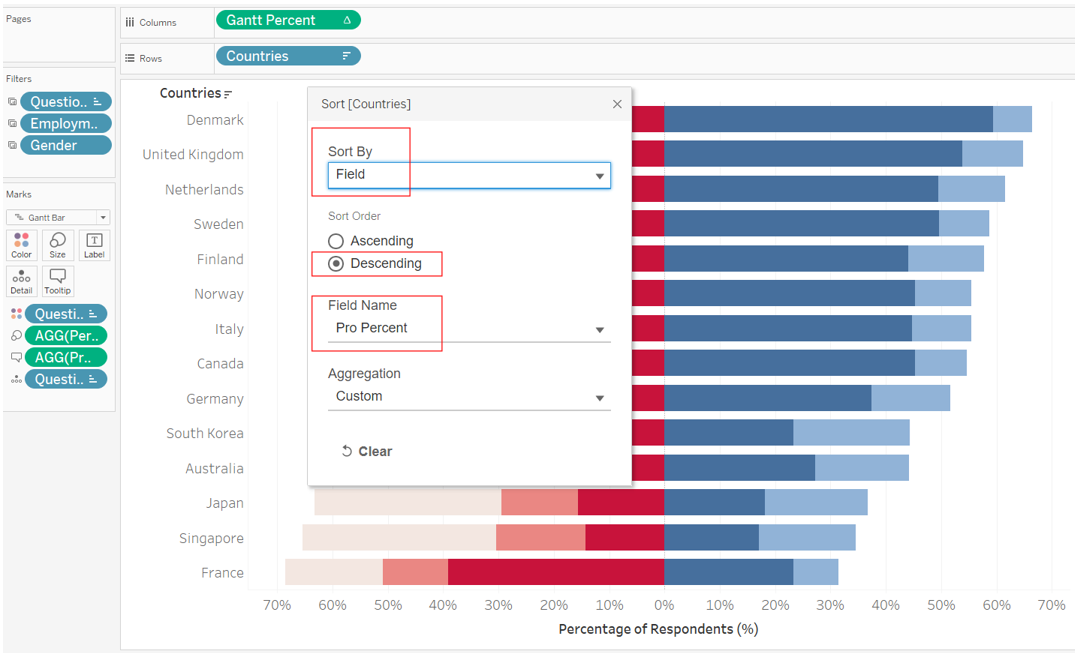 Pages
Columns
Gantt Percent
Rows
Countries
Filters
Questio..
Employm..
Gender
Marks
Gantt Bar
Color
Size
Label
Detail
Tooltip
Questi..
AGG(Per..
AGG(Pr..
Questi..
Countries
Denmark
United Kingdom
Netherlands
Sweden
Finland
Norway
Italy
Canada
Germany
South Korea
Australia
Japan
Singapore
France
Sort [Countries]
Sort By
Field
Sort Order
Ascending
Descending
Field Name
Pro Percent
Aggregation
Custom
Clear
70% 60% 50% 40% 30% 20% 10% 0% 10% 20% 30% 40% 50% 60% 70%
Percentage of Respondents (%)